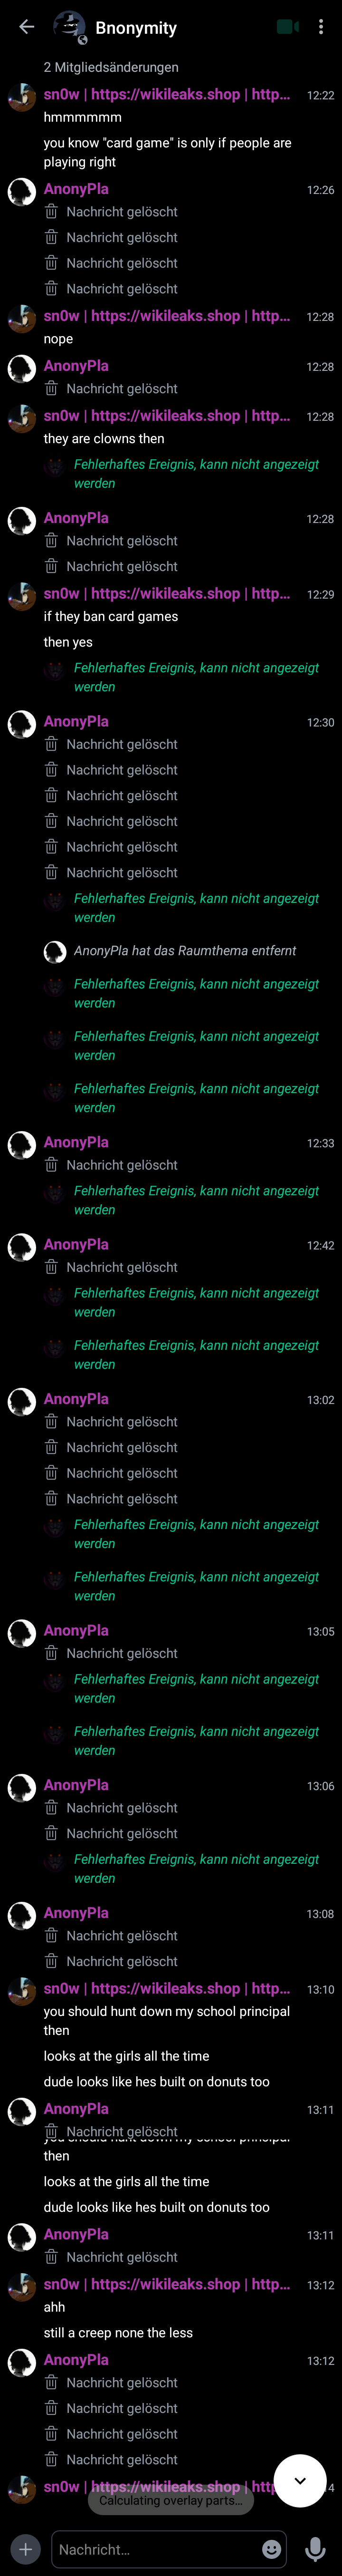 Bnonymity
2 Mitgliedsänderungen
sn0w | https://wikileaks.shop | http... 12:22
hmmmmmm
you know "card game" is only if people are
playing right
AnonyPla 12:26
Nachricht gelöscht
Nachricht gelöscht
Nachricht gelöscht
Nachricht gelöscht
sn0w | https://wikileaks.shop | http... 12:28
nope
AnonyPla 12:28
Nachricht gelöscht
sn0w | https://wikileaks.shop | http... 12:28
they are clowns then
Fehlerhaftes Ereignis, kann nicht angezeigt
werden
AnonyPla 12:28
Nachricht gelöscht
Nachricht gelöscht
sn0w | https://wikileaks.shop | http... 12:29
if they ban card games
then yes
Fehlerhaftes Ereignis, kann nicht angezeigt
werden
AnonyPla 12:30
Nachricht gelöscht
Nachricht gelöscht
Nachricht gelöscht
Nachricht gelöscht
Nachricht gelöscht
Nachricht gelöscht
Fehlerhaftes Ereignis, kann nicht angezeigt
werden
AnonyPla hat das Raumthema entfernt
Fehlerhaftes Ereignis, kann nicht angezeigt
werden
Fehlerhaftes Ereignis, kann nicht angezeigt
werden
Fehlerhaftes Ereignis, kann nicht angezeigt
werden
AnonyPla 12:33
Nachricht gelöscht
Fehlerhaftes Ereignis, kann nicht angezeigt
werden
AnonyPla 12:42
Nachricht gelöscht
Fehlerhaftes Ereignis, kann nicht angezeigt
werden
Fehlerhaftes Ereignis, kann nicht angezeigt
werden
AnonyPla 13:02
Nachricht gelöscht
Nachricht gelöscht
Nachricht gelöscht
Nachricht gelöscht
Fehlerhaftes Ereignis, kann nicht angezeigt
werden
Fehlerhaftes Ereignis, kann nicht angezeigt
werden
AnonyPla 13:05
Nachricht gelöscht
Fehlerhaftes Ereignis, kann nicht angezeigt
werden
Fehlerhaftes Ereignis, kann nicht angezeigt
werden
AnonyPla 13:06
Nachricht gelöscht
Nachricht gelöscht
Fehlerhaftes Ereignis, kann nicht angezeigt
werden
AnonyPla 13:08
Nachricht gelöscht
Nachricht gelöscht
sn0w | https://wikileaks.shop | http... 13:10
you should hunt down my school principal
then
looks at the girls all the time
dude looks like hes built on donuts too
AnonyPla 13:11
Nachricht gelöscht
you should hunt down my school principal
then
looks at the girls all the time
dude looks like hes built on donuts too
AnonyPla 13:11
Nachricht gelöscht
sn0w | https://wikileaks.shop | http... 13:12
ahh
still a creep none the less
AnonyPla 13:12
Nachricht gelöscht
Nachricht gelöscht
Nachricht gelöscht
Nachricht gelöscht
sn0w | https://wikileaks.shop | http 4
Calculating overlay parts...
Nachricht...